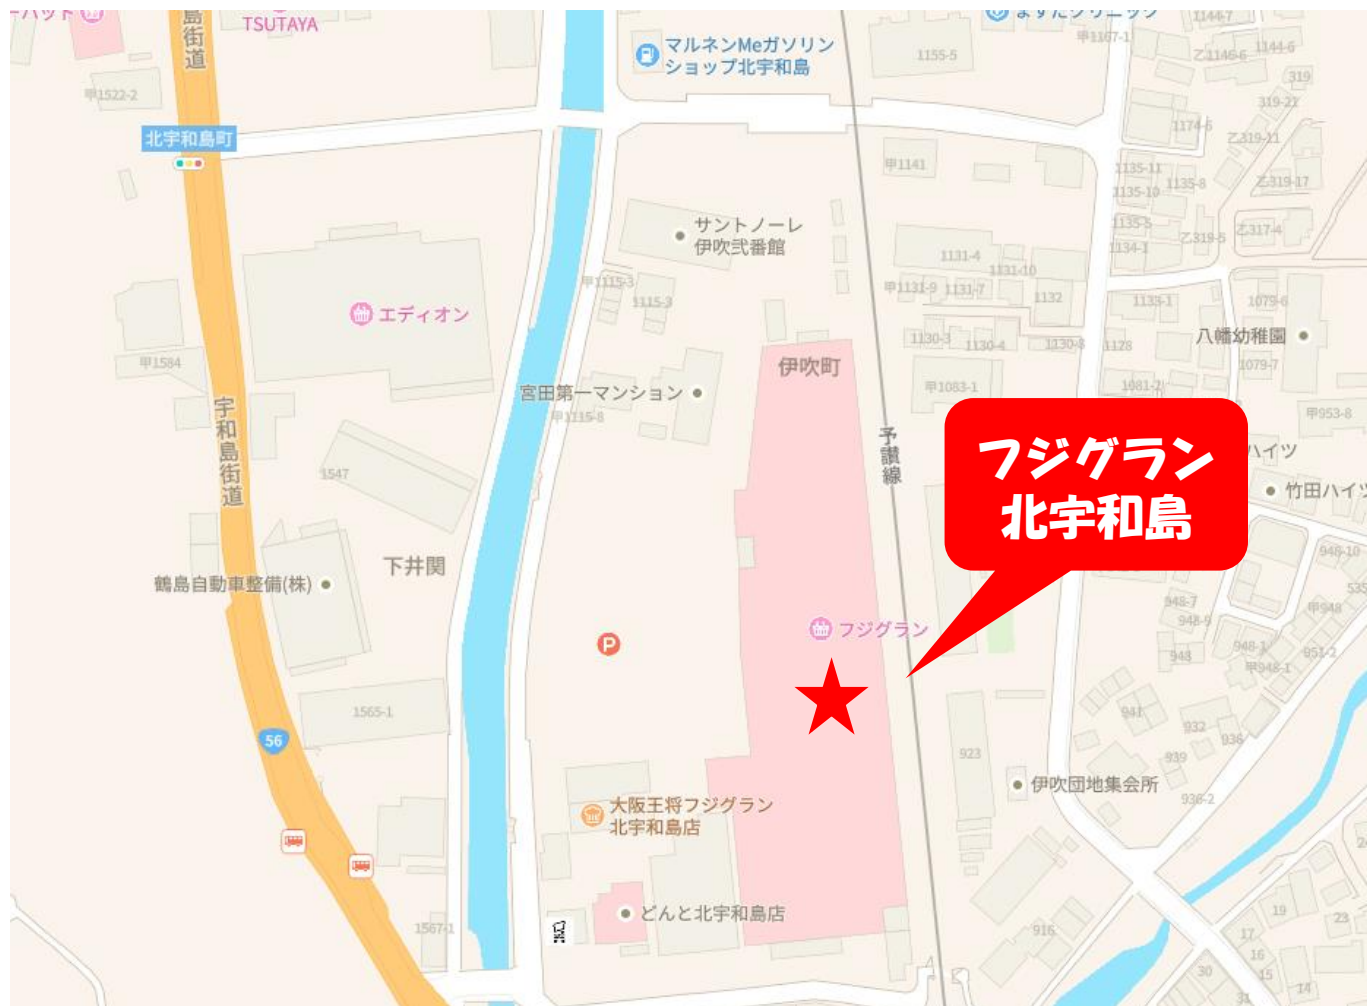 TSUTAYA
島街道
マルネンMeガソリン
ショップ北宇和島
ますだクリニック
甲1167-1
1144-7
乙1146-6
1144-6
1155-5
319
甲1522-2
319-21
1174-6
乙319-11
北宇和島町
甲1141
1135-11
1135-10
1135-8
乙319-17
サントノーレ
伊吹弐番館
1135-5
1134-1
乙319-5
乙317-4
1131-4
1131-10
甲1131-9
1131-7
1132
甲1115-3
1115-3
1133-1
1079-6
エディオン
1130-3
1130-4
1130-8
1128
八幡幼稚園
1079-7
甲1584
伊吹町
宮田第一マンション
甲1115-8
甲1083-1
1081-2
甲953-8
宇和島街道
予讃線
フジグラン
北宇和島
ハイツ
竹田ハイツ
1547
下井関
鶴島自動車整備(株)
948-10
535
948-7
948-9
甲948
948-1
甲948-1
951-2
948
フジグラン
P
1565-1
56
941
932
936
939
923
伊吹団地集会所
936-2
大阪王将フジグラン
北宇和島店
どんと北宇和島店
1567-1
916
19
23
17
16
15
14
30